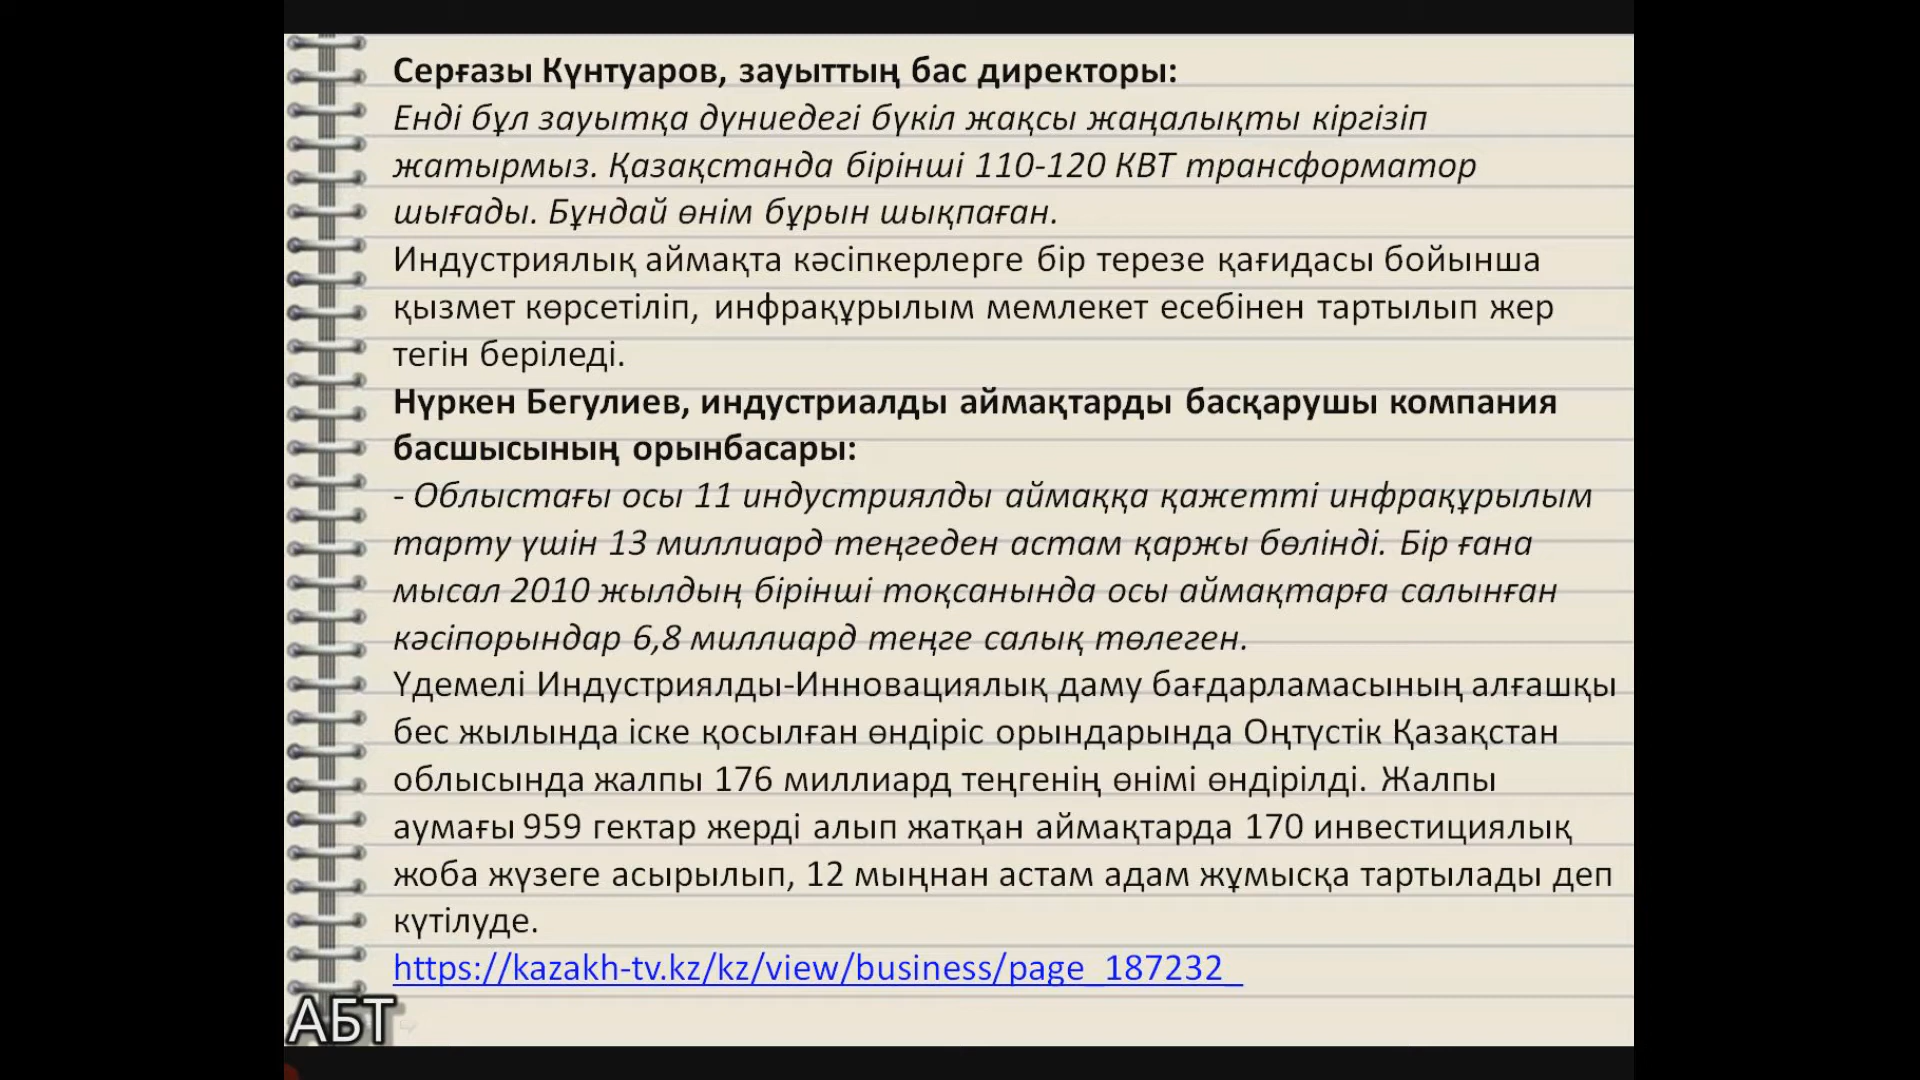 Серғазы Күнтуаров, зауыттың бас директоры:
Енді бұл зауытқа дүниедегі бүкіл жақсы жаңалықты кіргізіп
жатырмыз. Қазақстанда бірінші 110-120 КВТ трансформатор
шығады. Бұндай өнім бұрын шықпаған.
Индустриялық аймақта кәсіпкерлерге бір терезе қағидасы бойынша
қызмет көрсетіліп, инфрақұрылым мемлекет есебінен тартылып жер
тегін беріледі.
Нүркен Бегулиев, индустриалды аймақтарды басқарушы компания
басшысының орынбасары:
- Облыстағы осы 11 индустриялды аймаққа қажетті инфрақұрылым
тарту үшін 13 миллиард теңгеден астам қаржы бөлінді. Бір ғана
мысал 2010 жылдың бірінші тоқсанында осы аймақтарға салынған
кәсіпорындар 6,8 миллиард теңге салық төлеген.
Үдемелі Индустриялды-Инновациялық даму бағдарламасының алғашқы
бес жылында іске қосылған өндіріс орындарында Оңтүстік Қазақстан
облысында жалпы 176 миллиард теңгенің өнімі өндірілді. Жалпы
аумағы 959 гектар жерді алып жатқан аймақтарда 170 инвестициялық
жоба жүзеге асырылып, 12 мыңнан астам адам жұмысқа тартылады деп
күтілуде.
https://kazakh-tv.kz/kz/view/business/page_187232_
АБТ